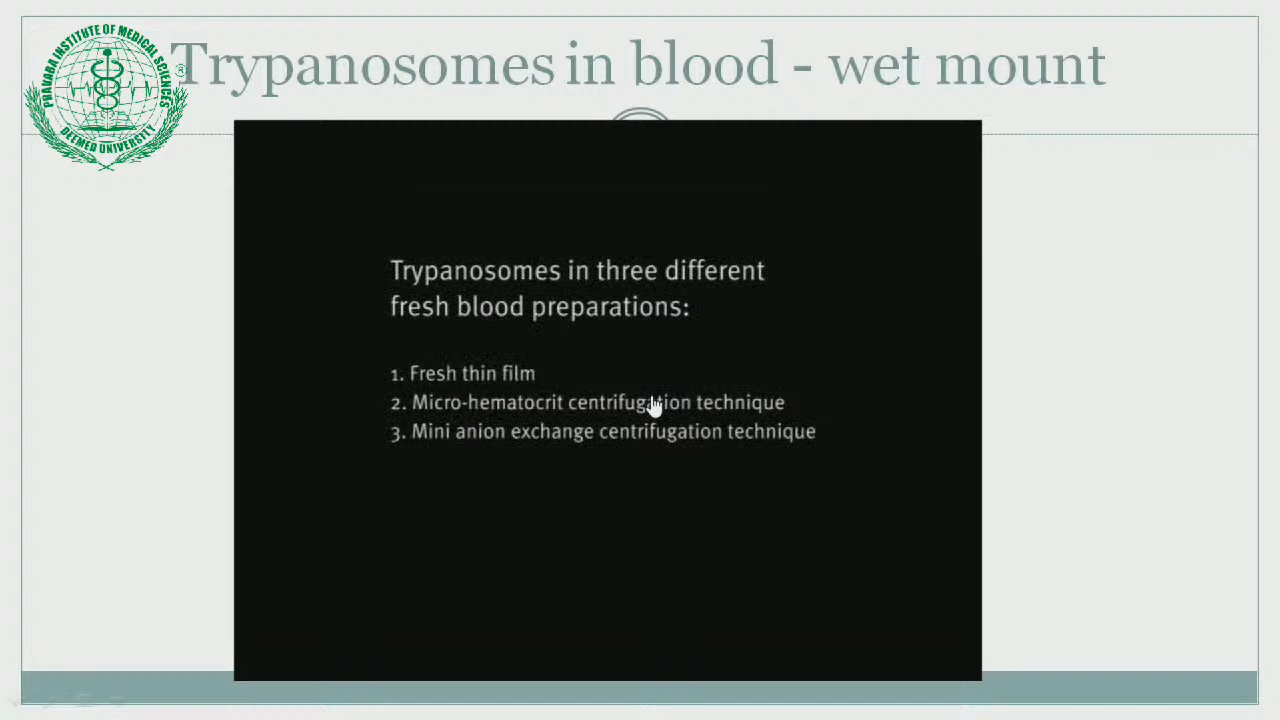 Trypanosomes in blood - wet mount
PRAVARA INSTITUTE OF MEDICAL SCIENCES
DEEMED UNIVERSITY
®
Trypanosomes in three different
fresh blood preparations:
1. Fresh thin film
2. Micro-hematocrit centrifugation technique
3. Mini anion exchange centrifugation technique